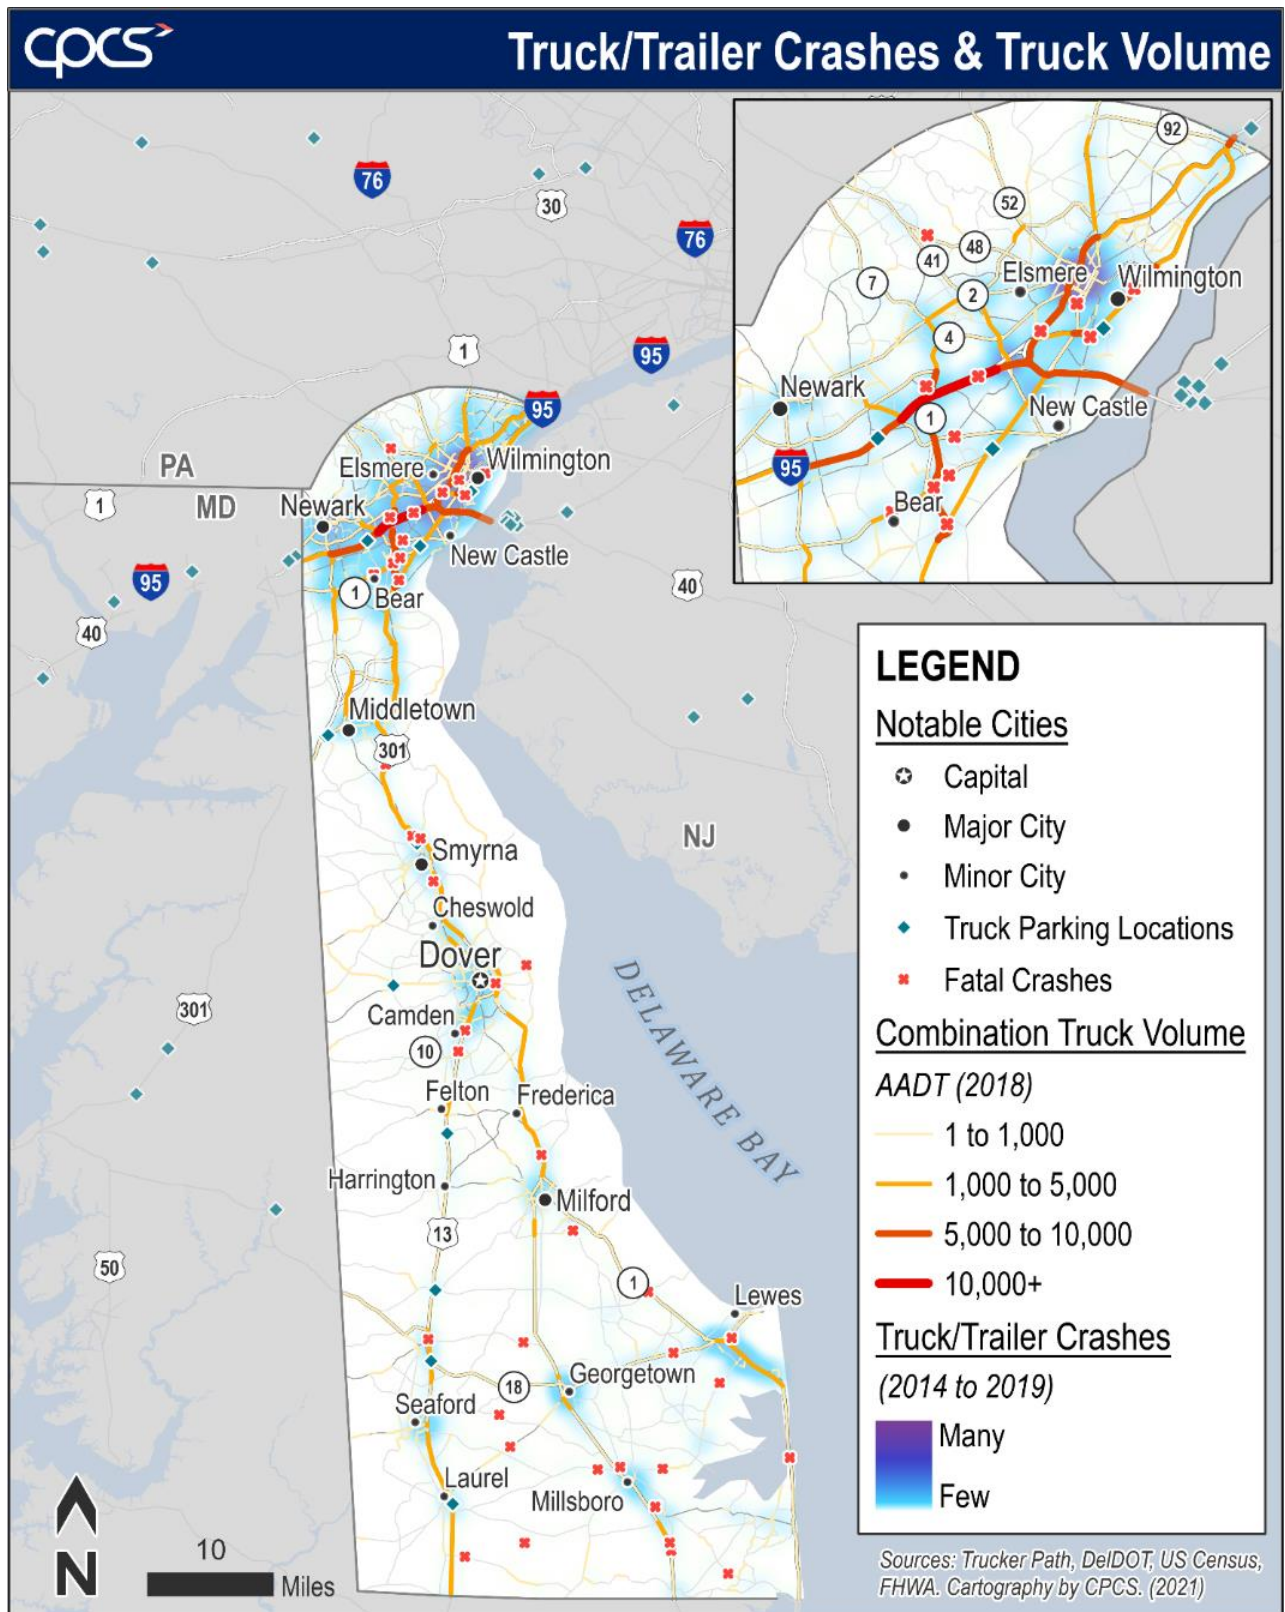 cpcs
Truck/Trailer Crashes & Truck Volume
76
30
76
1
95
95
PA
MD
1
Elsmere
Wilmington
Newark
New Castle
95
40
1
Bear
40
Middletown
301
NJ
Smyrna
Cheswold
Dover
301
Camden
10
Felton
Frederica
DELAWARE BAY
Harrington
Milford
13
50
1
Lewes
Georgetown
18
Seaford
Laurel
Millsboro
N
10
Miles
92
52
48
41
7
Elsmere
Wilmington
2
4
Newark
New Castle
1
95
Bear
LEGEND
Notable Cities
Capital
Major City
Minor City
Truck Parking Locations
Fatal Crashes
Combination Truck Volume
AADT (2018)
1 to 1,000
1,000 to 5,000
5,000 to 10,000
10,000+
Truck/Trailer Crashes
(2014 to 2019)
Many
Few
Sources: Trucker Path, DelDOT, US Census,
FHWA. Cartography by CPCS. (2021)